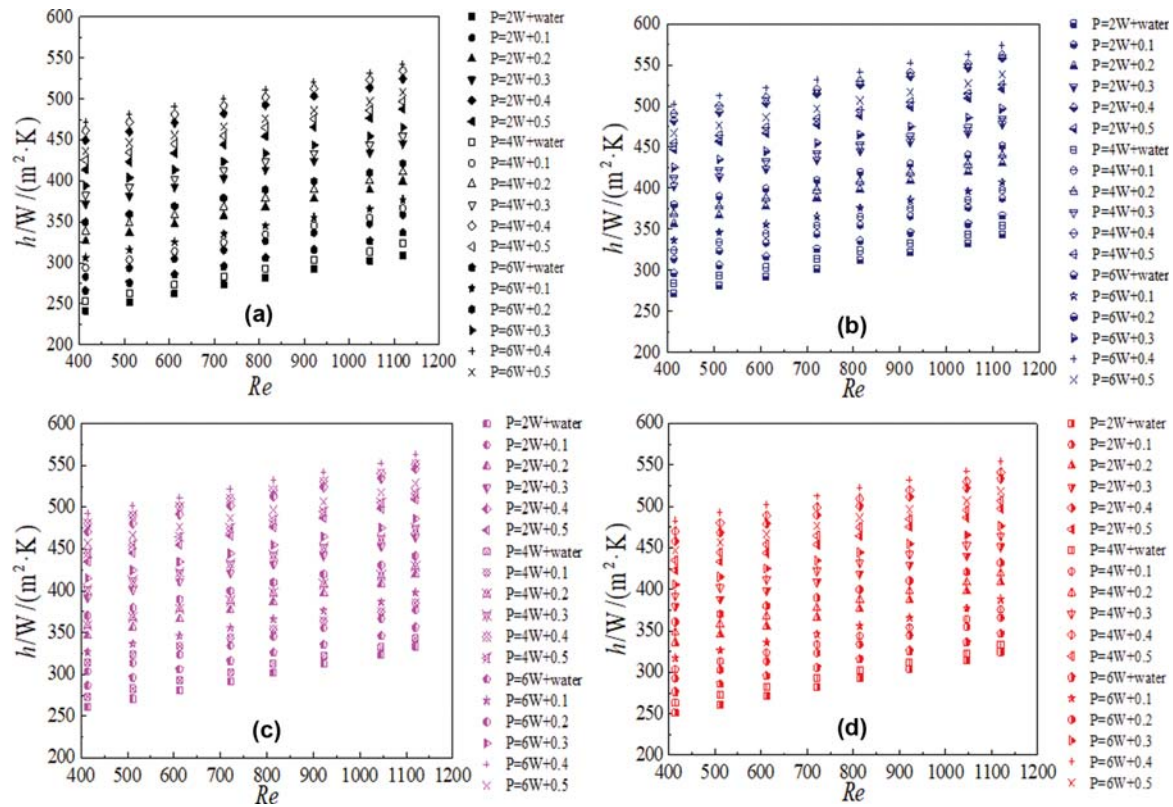 h/W/(m²·K)
600
550
500
450
400
350
300
250
200
400 500 600 700 800 900 1000 1100 1200
Re
(a)
P=2W+water
P=2W+0.1
P=2W+0.2
P=2W+0.3
P=2W+0.4
P=2W+0.5
P=4W+water
P=4W+0.1
P=4W+0.2
P=4W+0.3
P=4W+0.4
P=4W+0.5
P=6W+water
P=6W+0.1
P=6W+0.2
P=6W+0.3
P=6W+0.4
P=6W+0.5
h/W/(m²·K)
600
550
500
450
400
350
300
250
200
400 500 600 700 800 900 1000 1100 1200
Re
(b)
P=2W+water
P=2W+0.1
P=2W+0.2
P=2W+0.3
P=2W+0.4
P=2W+0.5
P=4W+water
P=4W+0.1
P=4W+0.2
P=4W+0.3
P=4W+0.4
P=4W+0.5
P=6W+water
P=6W+0.1
P=6W+0.2
P=6W+0.3
P=6W+0.4
P=6W+0.5
h/W/(m²·K)
600
550
500
450
400
350
300
250
200
400 500 600 700 800 900 1000 1100 1200
Re
(c)
P=2W+water
P=2W+0.1
P=2W+0.2
P=2W+0.3
P=2W+0.4
P=2W+0.5
P=4W+water
P=4W+0.1
P=4W+0.2
P=4W+0.3
P=4W+0.4
P=4W+0.5
P=6W+water
P=6W+0.1
P=6W+0.2
P=6W+0.3
P=6W+0.4
P=6W+0.5
h/W/(m²·K)
600
550
500
450
400
350
300
250
200
400 500 600 700 800 900 1000 1100 1200
Re
(d)
P=2W+water
P=2W+0.1
P=2W+0.2
P=2W+0.3
P=2W+0.4
P=2W+0.5
P=4W+water
P=4W+0.1
P=4W+0.2
P=4W+0.3
P=4W+0.4
P=4W+0.5
P=6W+water
P=6W+0.1
P=6W+0.2
P=6W+0.3
P=6W+0.4
P=6W+0.5